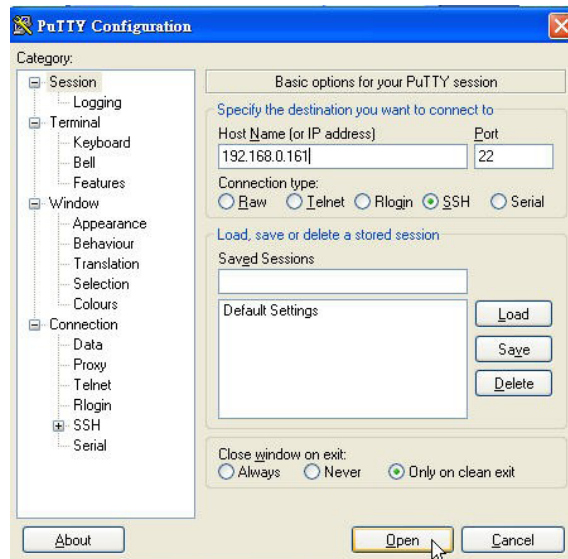 PuTTY Configuration
Category:
Session
Logging
Terminal
Keyboard
Bell
Features
Window
Appearance
Behaviour
Translation
Selection
Colours
Connection
Data
Proxy
Telnet
Rlogin
SSH
Serial
Basic options for your PuTTY session
Specify the destination you want to connect to
Host Name (or IP address) Port
192.168.0.161 22
Connection type:
Raw Telnet Rlogin SSH Serial
Load, save or delete a stored session
Saved Sessions
Default Settings
Load
Save
Delete
Close window on exit:
Always Never Only on clean exit
About Open Cancel